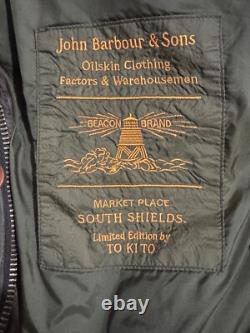 John Barbour & Sons
Oilskin Clothing
Factors & Warehousemen
BEACON BRAND
MARKET PLACE
SOUTH SHIELDS.
Limited Edition by
TO KI TO